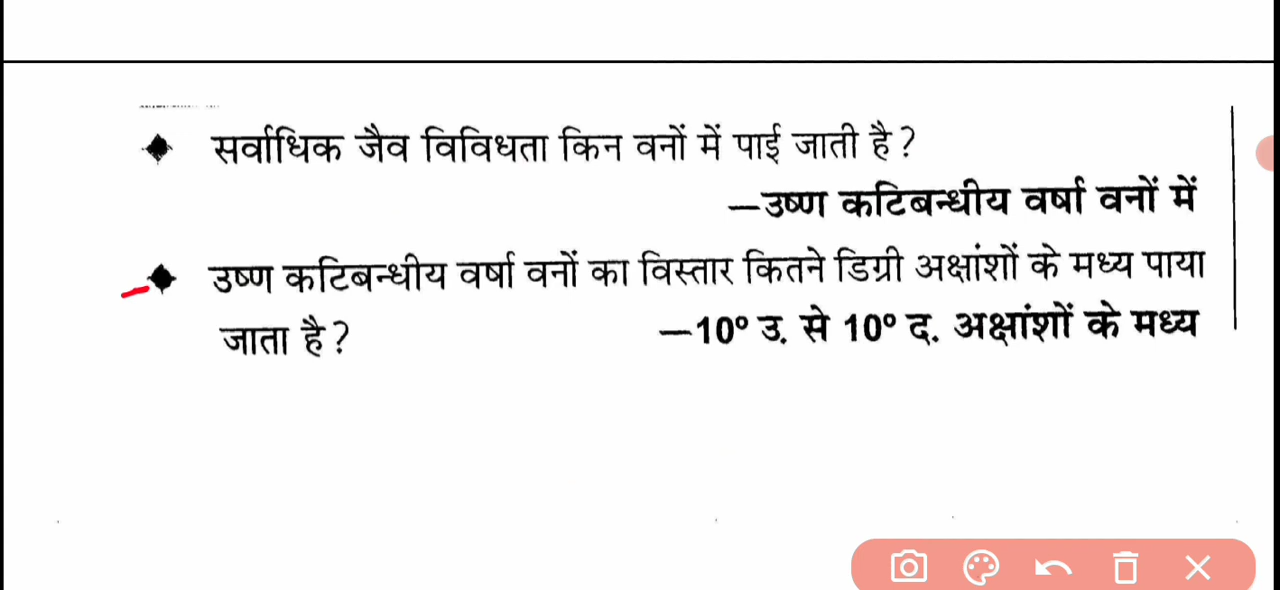 सर्वाधिक जैव विविधता किन वनों में पाई जाती है?
—उष्ण कटिबन्धीय वर्षा वनों में
उष्ण कटिबन्धीय वर्षा वनों का विस्तार कितने डिग्री अक्षांशों के मध्य पाया
जाता है? —10° उ. से 10° द. अक्षांशों के मध्य